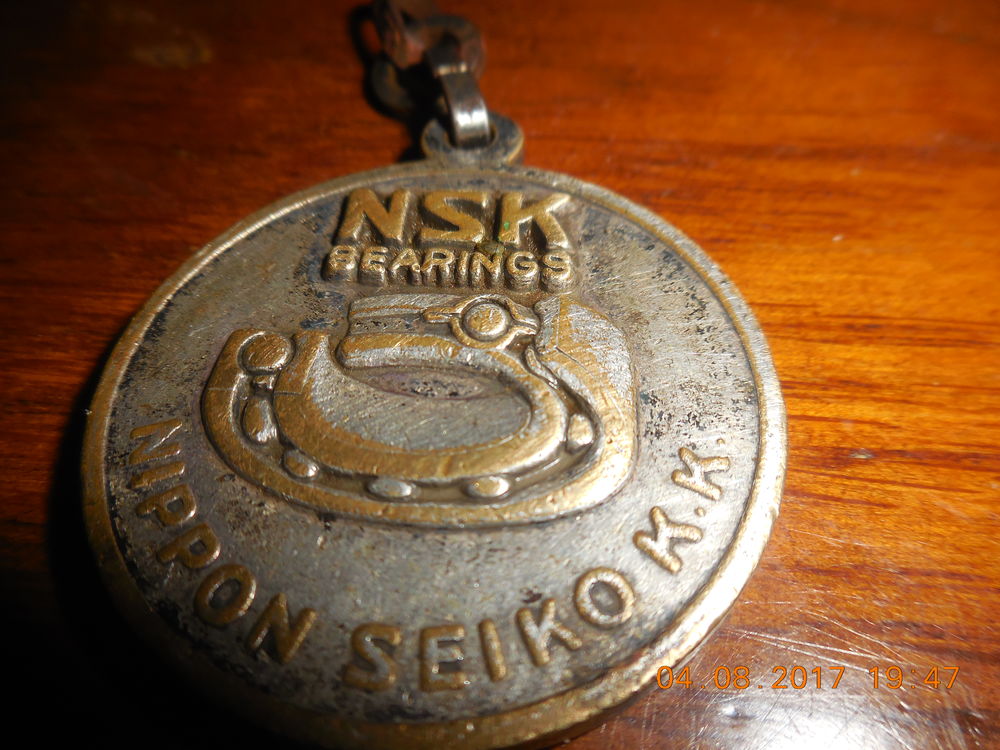 NSK
BEARINGS
NIPPON SEIKO K.K.
04.08.2017 19:47